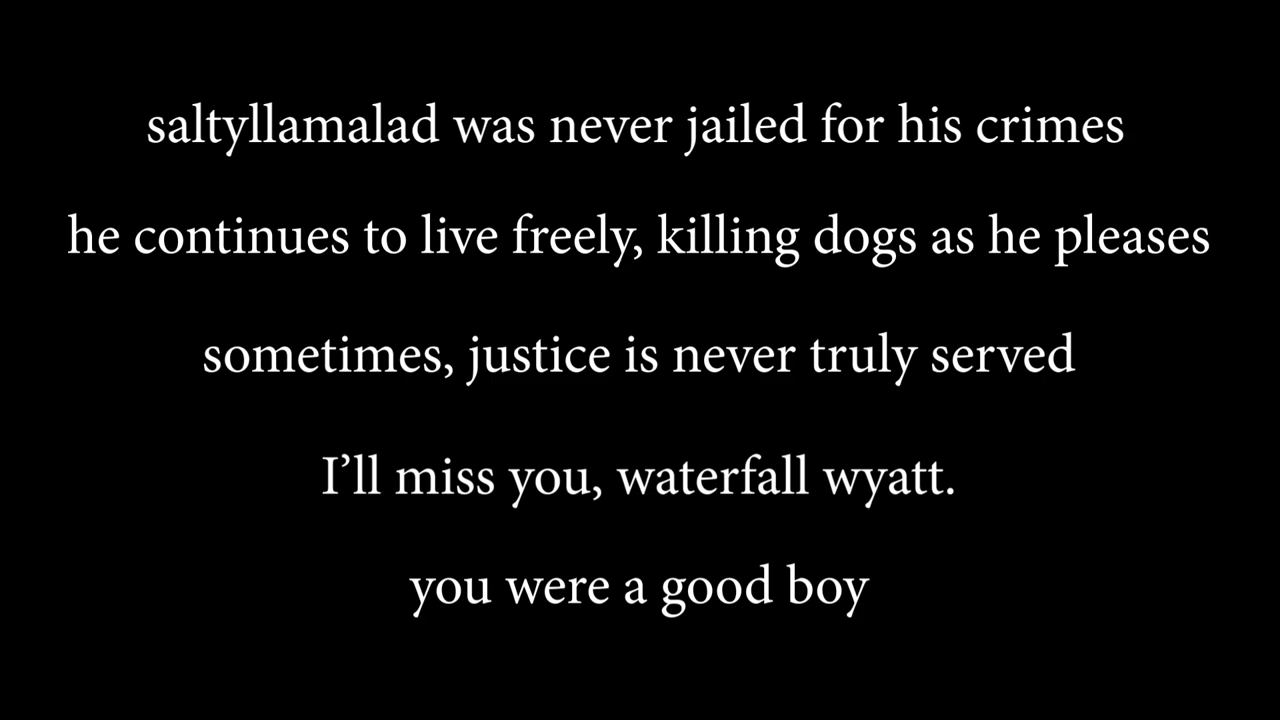 saltyllamalad was never jailed for his crimes
he continues to live freely, killing dogs as he pleases
sometimes, justice is never truly served
I’ll miss you, waterfall wyatt.
you were a good boy